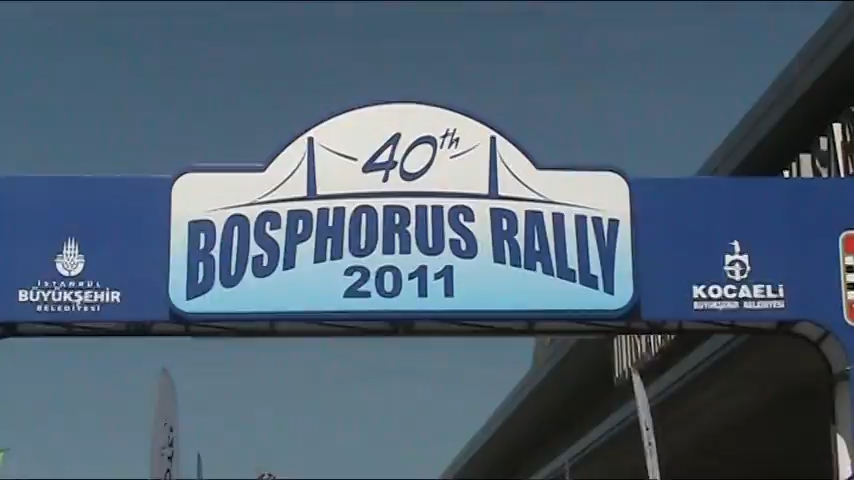 40th
BOSPHORUS RALLY
2011
İSTANBUL
BÜYÜKŞEHİR
BELEDİYESİ
KOCAELİ
BÜYÜKŞEHİR BELEDİYESİ